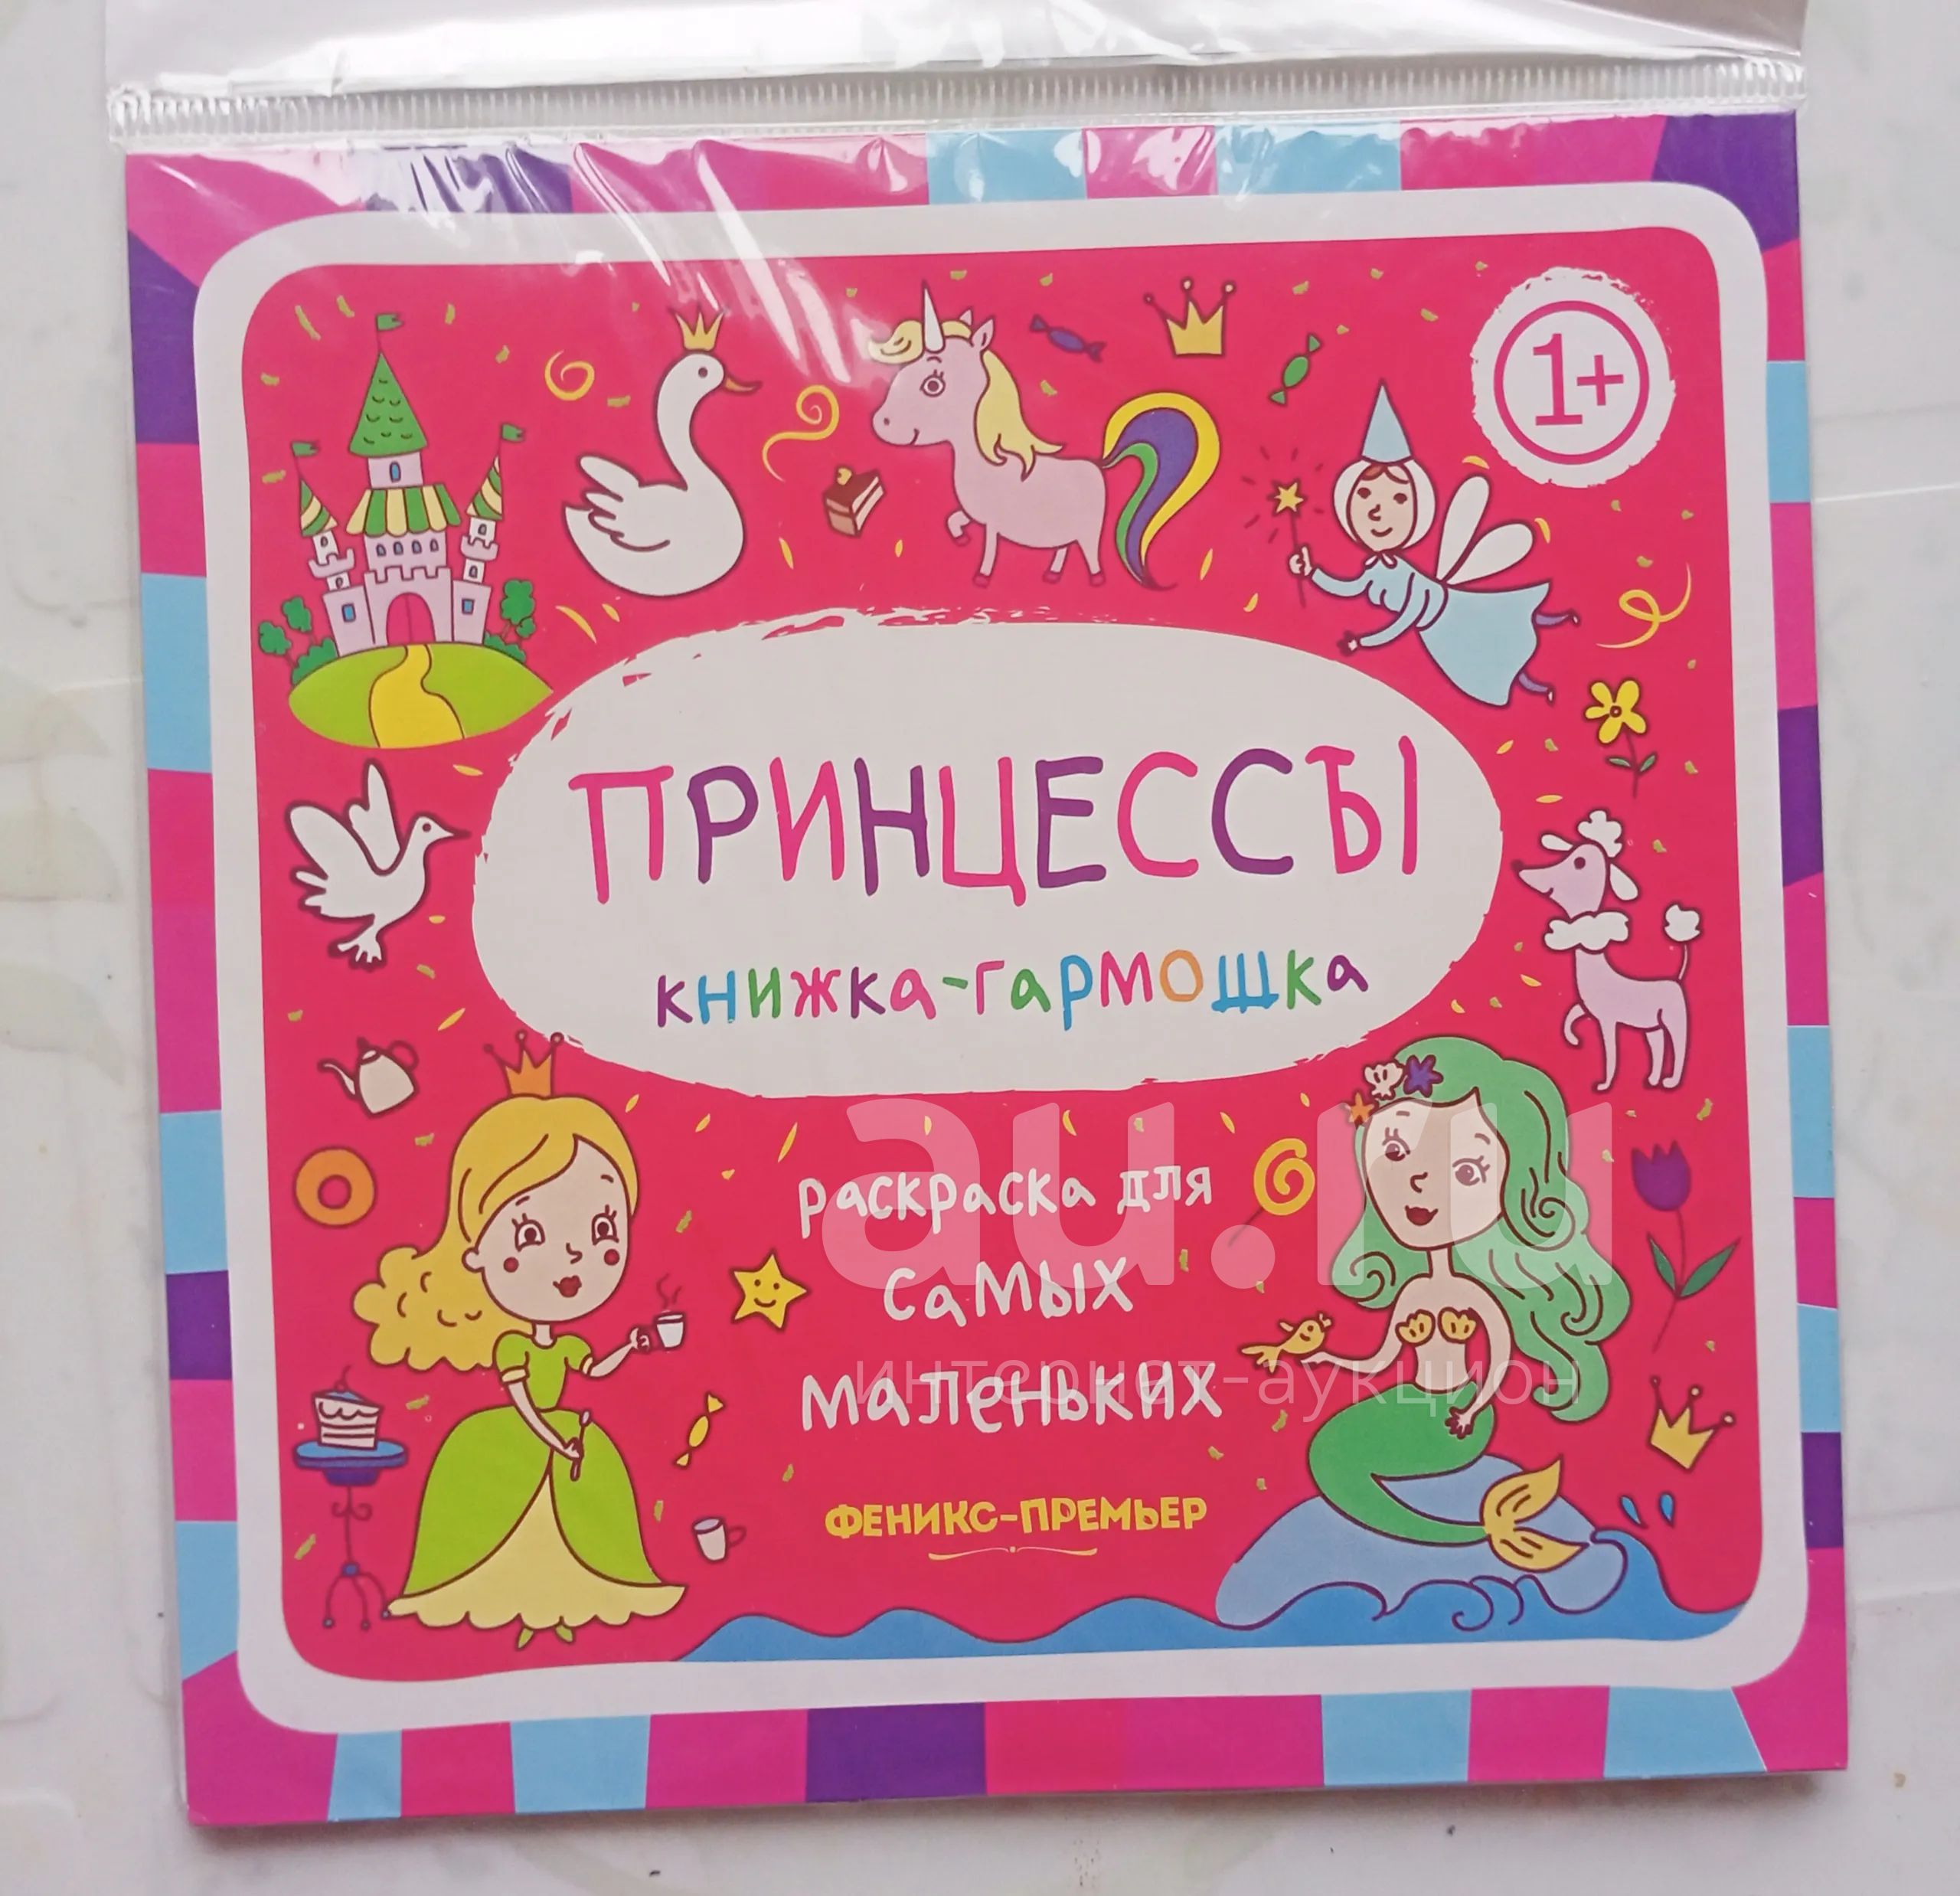 1+
ПРИНЦЕССЫ
книжка-гармошка
раскраска для
самых
маленьких
ФЕНИКС-ПРЕМЬЕР
au.ru
интернет-аукцион